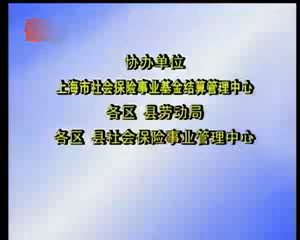 协办单位
上海市社会保险事业基金结算管理中心
各区 县劳动局
各区 县社会保险事业管理中心